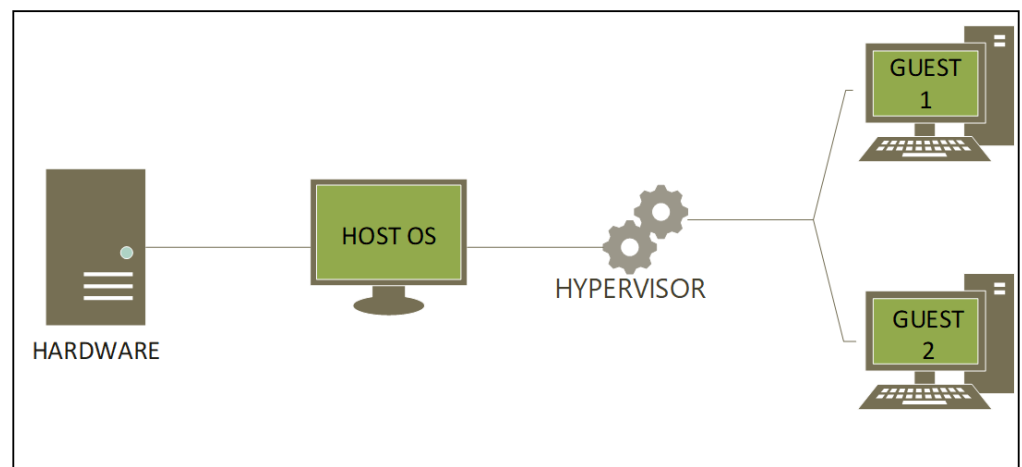 HARDWARE
HOST OS
HYPERVISOR
GUEST
1
GUEST
2